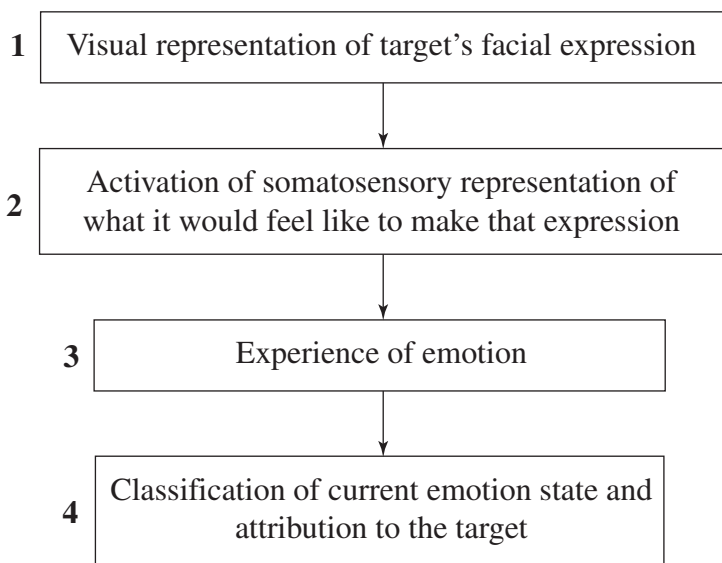 1 Visual representation of target’s facial expression
Activation of somatosensory representation of
2
what it would feel like to make that expression
3 Experience of emotion
Classification of current emotion state and
4
attribution to the target